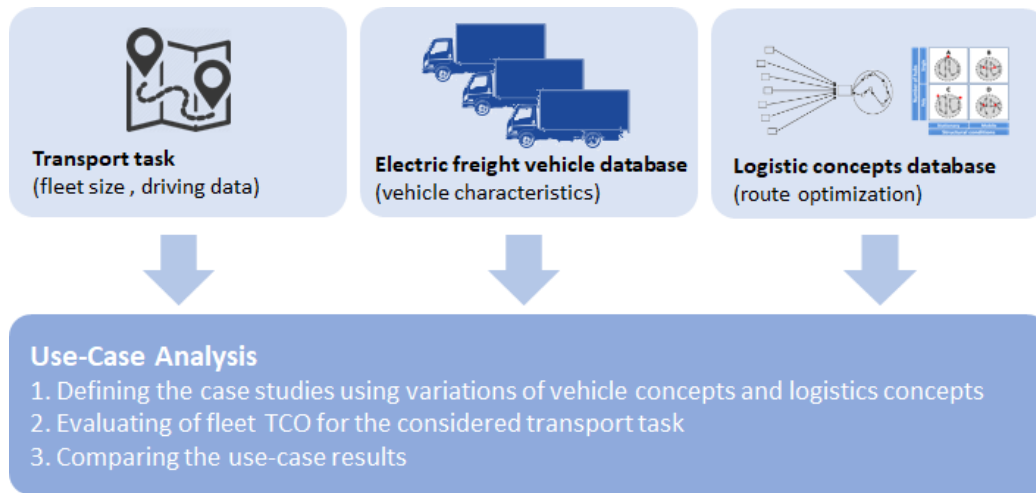 Transport task
(fleet size , driving data)
Electric freight vehicle database
(vehicle characteristics)
A
B
C
D
Structural conditions
Logistic concepts database
(route optimization)
Use-Case Analysis
1. Defining the case studies using variations of vehicle concepts and logistics concepts
2. Evaluating of fleet TCO for the considered transport task
3. Comparing the use-case results